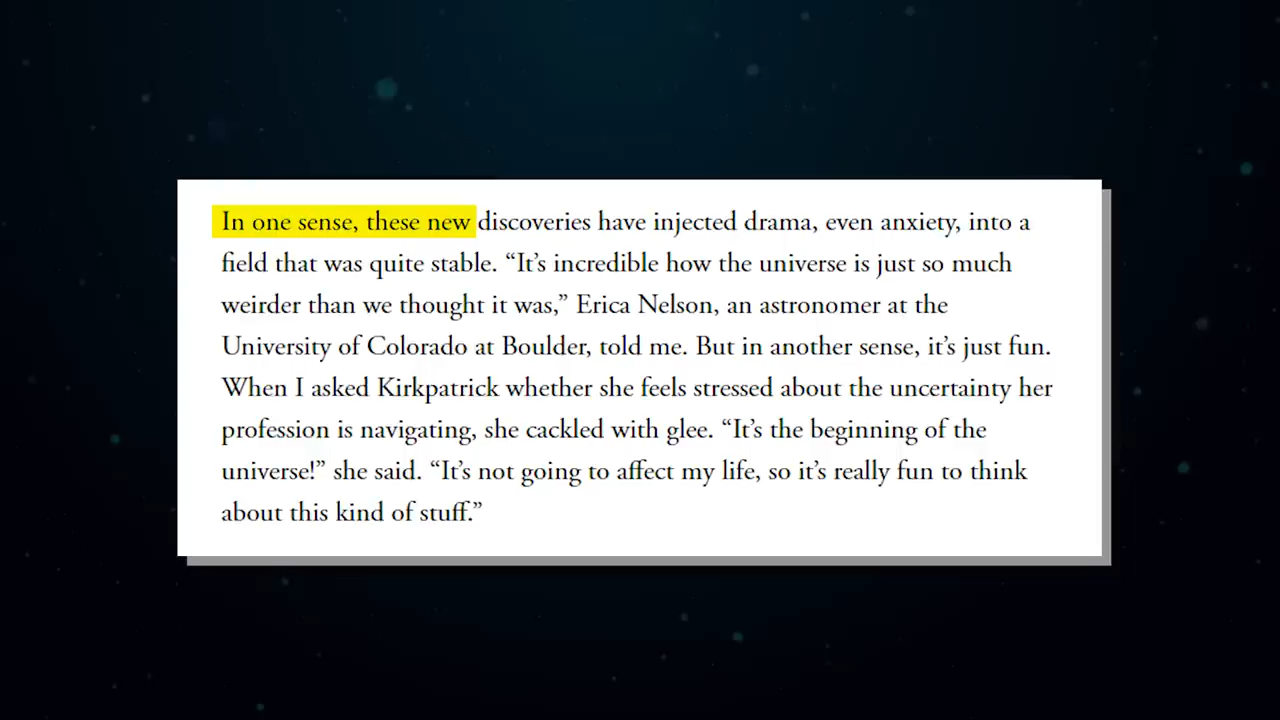 In one sense, these new discoveries have injected drama, even anxiety, into a
field that was quite stable. “It’s incredible how the universe is just so much
weirder than we thought it was,” Erica Nelson, an astronomer at the
University of Colorado at Boulder, told me. But in another sense, it’s just fun.
When I asked Kirkpatrick whether she feels stressed about the uncertainty her
profession is navigating, she cackled with glee. “It’s the beginning of the
universe!” she said. “It’s not going to affect my life, so it’s really fun to think
about this kind of stuff.”